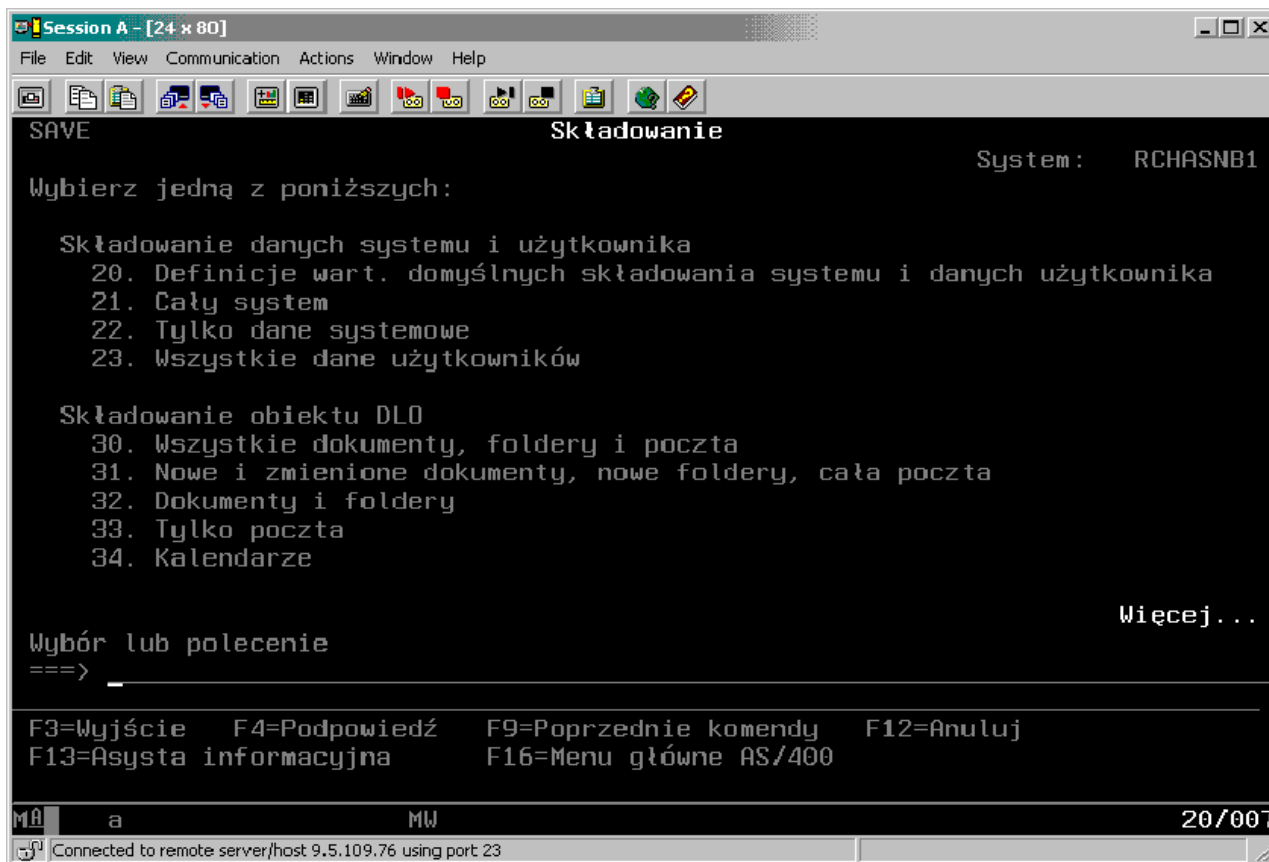 Session A - [24 x 80]
File Edit View Communication Actions Window Help
SAVE Składowanie
System: RCHASNB1
Wybierz jedną z poniższych:
Składowanie danych systemu i użytkownika
20. Definicje wart. domyślnych składowania systemu i danych użytkownika
21. Cały system
22. Tylko dane systemowe
23. Wszystkie dane użytkowników
Składowanie obiektu DLO
30. Wszystkie dokumenty, foldery i poczta
31. Nowe i zmienione dokumenty, nowe foldery, cała poczta
32. Dokumenty i foldery
33. Tylko poczta
34. Kalendarze
Więcej...
Wybór lub polecenie
===>
F3=Wyjście F4=Podpowiedź F9=Poprzednie komendy F12=Anuluj
F13=Asysta informacyjna F16=Menu główne AS/400
MA a MW 20/007
Connected to remote server/host 9.5.109.76 using port 23